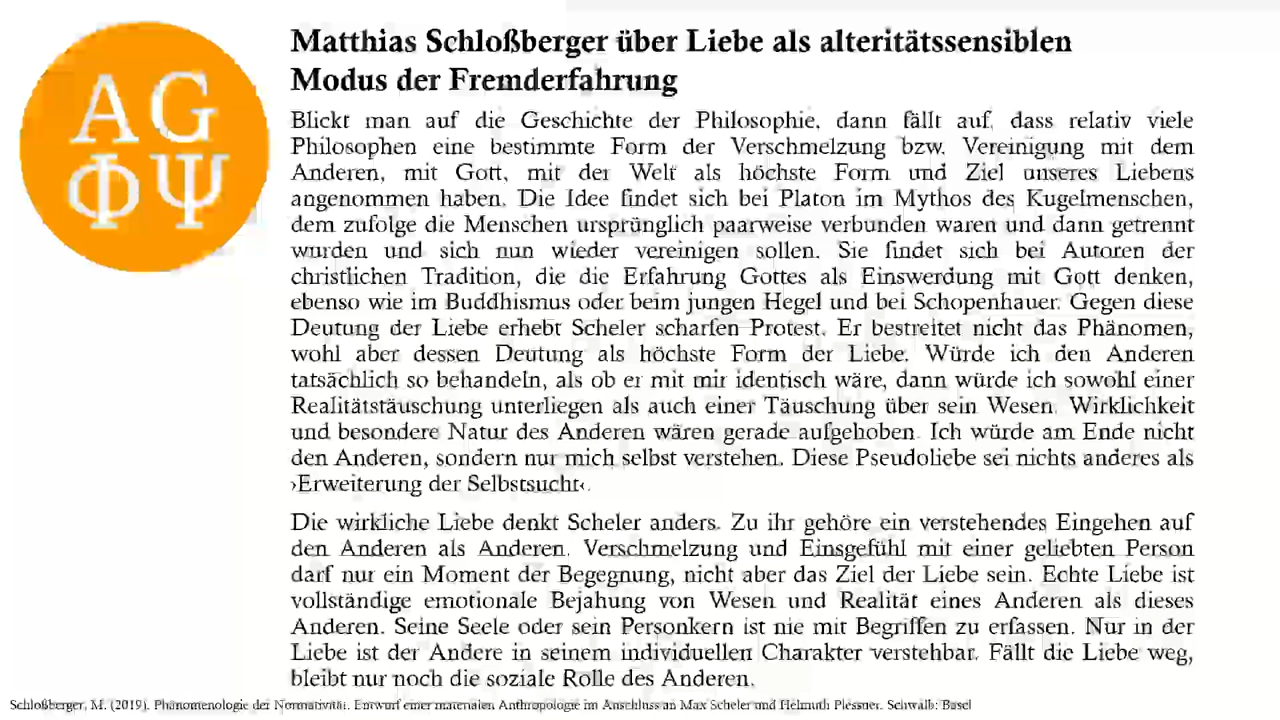 AG
ΦΨ
Matthias Schloßberger über Liebe als alteritätssensiblen
Modus der Fremderfahrung
Blickt man auf die Geschichte der Philosophie, dann fällt auf, dass relativ viele
Philosophen eine bestimmte Form der Verschmelzung bzw. Vereinigung mit dem
Anderen, mit Gott, mit der Welt als höchste Form und Ziel unseres Liebens
angenommen haben. Die Idee findet sich bei Platon im Mythos des Kugelmenschen,
dem zufolge die Menschen ursprünglich paarweise verbunden waren und dann getrennt
wurden und sich nun wieder vereinigen sollen. Sie findet sich bei Autoren der
christlichen Tradition, die die Erfahrung Gottes als Einswerdung mit Gott denken,
ebenso wie im Buddhismus oder beim jungen Hegel und bei Schopenhauer. Gegen diese
Deutung der Liebe erhebt Scheler scharfen Protest. Er bestreitet nicht das Phänomen,
wohl aber dessen Deutung als höchste Form der Liebe. Würde ich den Anderen
tatsächlich so behandeln, als ob er mit mir identisch wäre, dann würde ich sowohl einer
Realitätstäuschung unterliegen als auch einer Täuschung über sein Wesen. Wirklichkeit
und besondere Natur des Anderen wären gerade aufgehoben. Ich würde am Ende nicht
den Anderen, sondern nur mich selbst verstehen. Diese Pseudoliebe sei nichts anderes als
›Erweiterung der Selbstsucht‹.
Die wirkliche Liebe denkt Scheler anders. Zu ihr gehöre ein verstehendes Eingehen auf
den Anderen als Anderen. Verschmelzung und Einsgefühl mit einer geliebten Person
darf nur ein Moment der Begegnung, nicht aber das Ziel der Liebe sein. Echte Liebe ist
vollständige emotionale Bejahung von Wesen und Realität eines Anderen als dieses
Anderen. Seine Seele oder sein Personkern ist nie mit Begriffen zu erfassen. Nur in der
Liebe ist der Andere in seinem individuellen Charakter verstehbar. Fällt die Liebe weg,
bleibt nur noch die soziale Rolle des Anderen.
Schloßberger, M. (2019). Phänomenologie der Normativität. Entwurf einer materialen Anthropologie im Anschluss an Max Scheler und Helmuth Plessner. Schwalb: Basel